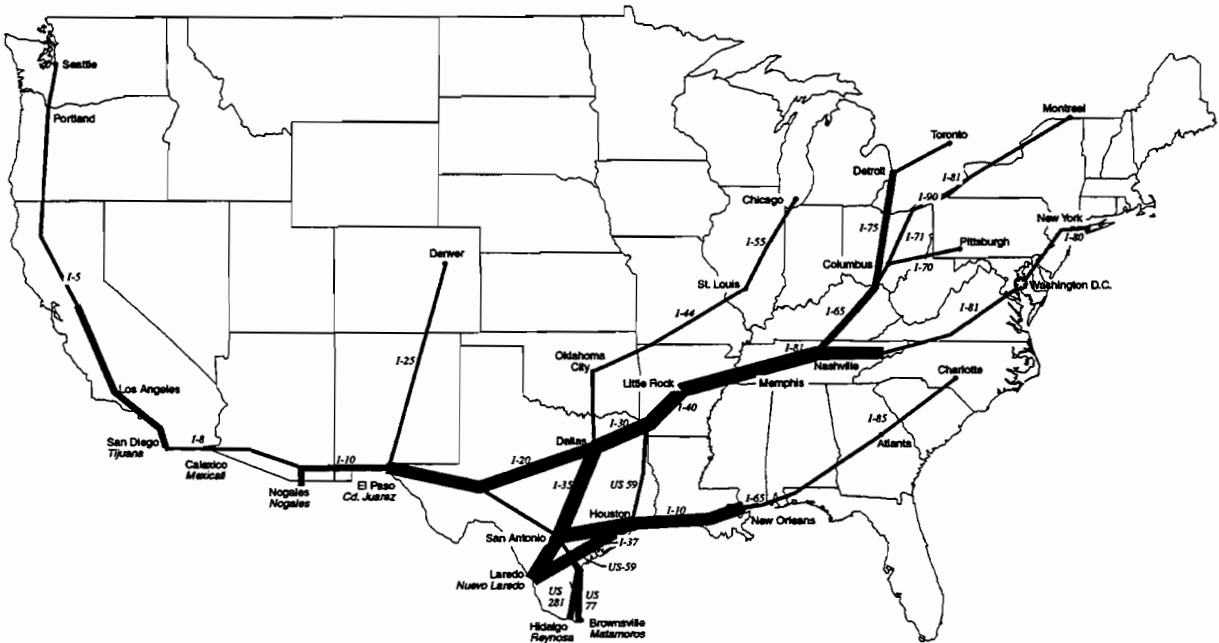 Seattle
Portland
Montreal
Toronto
Detroit
I-81
I-90
Chicago
New York
I-75
I-71
I-80
Pittsburgh
I-55
Denver
Columbus
I-70
I-5
St. Louis
Washington D.C.
I-65
I-81
I-44
I-25
I-81
Oklahoma
City
Nashville
Los Angeles
Little Rock
Memphis
Charlotte
I-40
I-30
I-85
San Diego
Tijuana
I-8
Dallas
Atlanta
Calexico
Mexicali
I-10
I-20
El Paso
Cd. Juarez
I-35
US 59
Nogales
Nogales
I-65
Houston
I-10
New Orleans
San Antonio
I-37
US-59
Laredo
Nuevo Laredo
US
281
US
77
Hidalgo
Reynosa
Brownsville
Matamoros